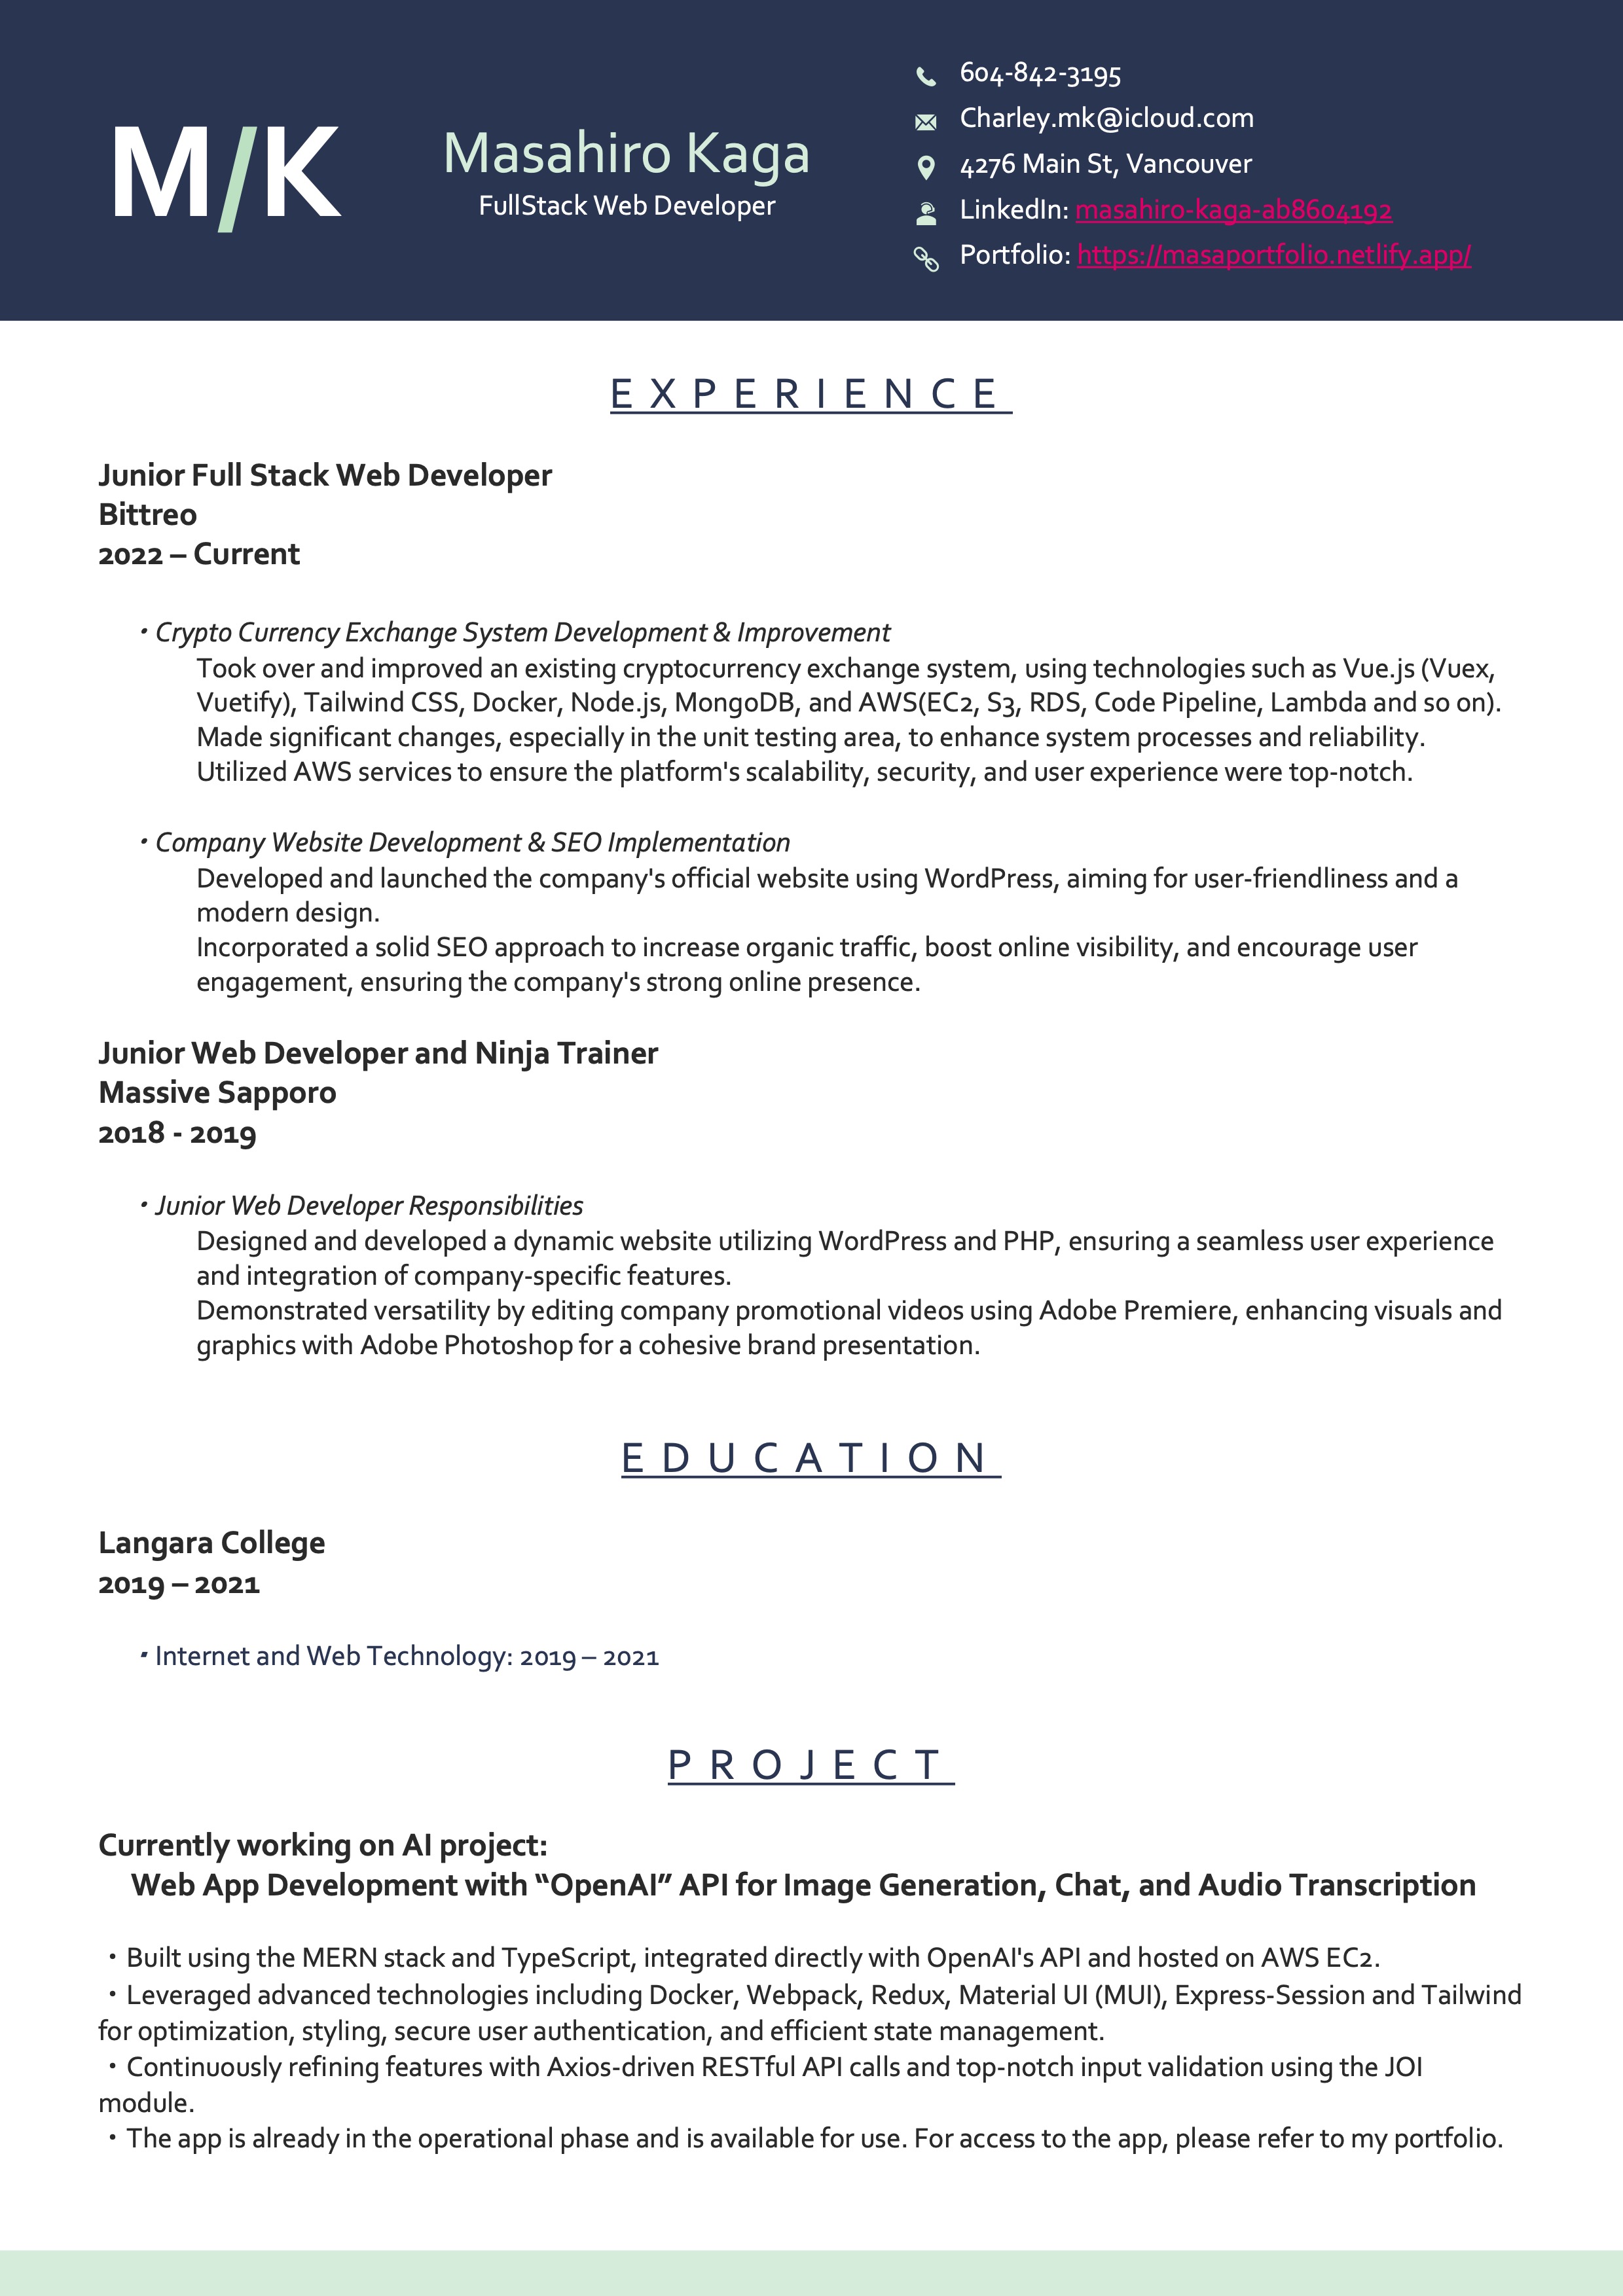 M/K
Masahiro Kaga
FullStack Web Developer
604-842-3195
Charley.mk@icloud.com
4276 Main St, Vancouver
LinkedIn: masahiro-kaga-ab8604192
Portfolio: https://masaportfolio.netlify.app/
EXPERIENCE
Junior Full Stack Web Developer
Bittreo
2022 – Current
・Crypto Currency Exchange System Development & Improvement
Took over and improved an existing cryptocurrency exchange system, using technologies such as Vue.js (Vuex,
Vuetify), Tailwind CSS, Docker, Node.js, MongoDB, and AWS(EC2, S3, RDS, Code Pipeline, Lambda and so on).
Made significant changes, especially in the unit testing area, to enhance system processes and reliability.
Utilized AWS services to ensure the platform's scalability, security, and user experience were top-notch.
・Company Website Development & SEO Implementation
Developed and launched the company's official website using WordPress, aiming for user-friendliness and a
modern design.
Incorporated a solid SEO approach to increase organic traffic, boost online visibility, and encourage user
engagement, ensuring the company's strong online presence.
Junior Web Developer and Ninja Trainer
Massive Sapporo
2018 - 2019
・Junior Web Developer Responsibilities
Designed and developed a dynamic website utilizing WordPress and PHP, ensuring a seamless user experience
and integration of company-specific features.
Demonstrated versatility by editing company promotional videos using Adobe Premiere, enhancing visuals and
graphics with Adobe Photoshop for a cohesive brand presentation.
EDUCATION
Langara College
2019 – 2021
・Internet and Web Technology: 2019 – 2021
PROJECT
Currently working on AI project:
Web App Development with “OpenAI” API for Image Generation, Chat, and Audio Transcription
・Built using the MERN stack and TypeScript, integrated directly with OpenAI's API and hosted on AWS EC2.
・Leveraged advanced technologies including Docker, Webpack, Redux, Material UI (MUI), Express-Session and Tailwind
for optimization, styling, secure user authentication, and efficient state management.
・Continuously refining features with Axios-driven RESTful API calls and top-notch input validation using the JOI
module.
・The app is already in the operational phase and is available for use. For access to the app, please refer to my portfolio.